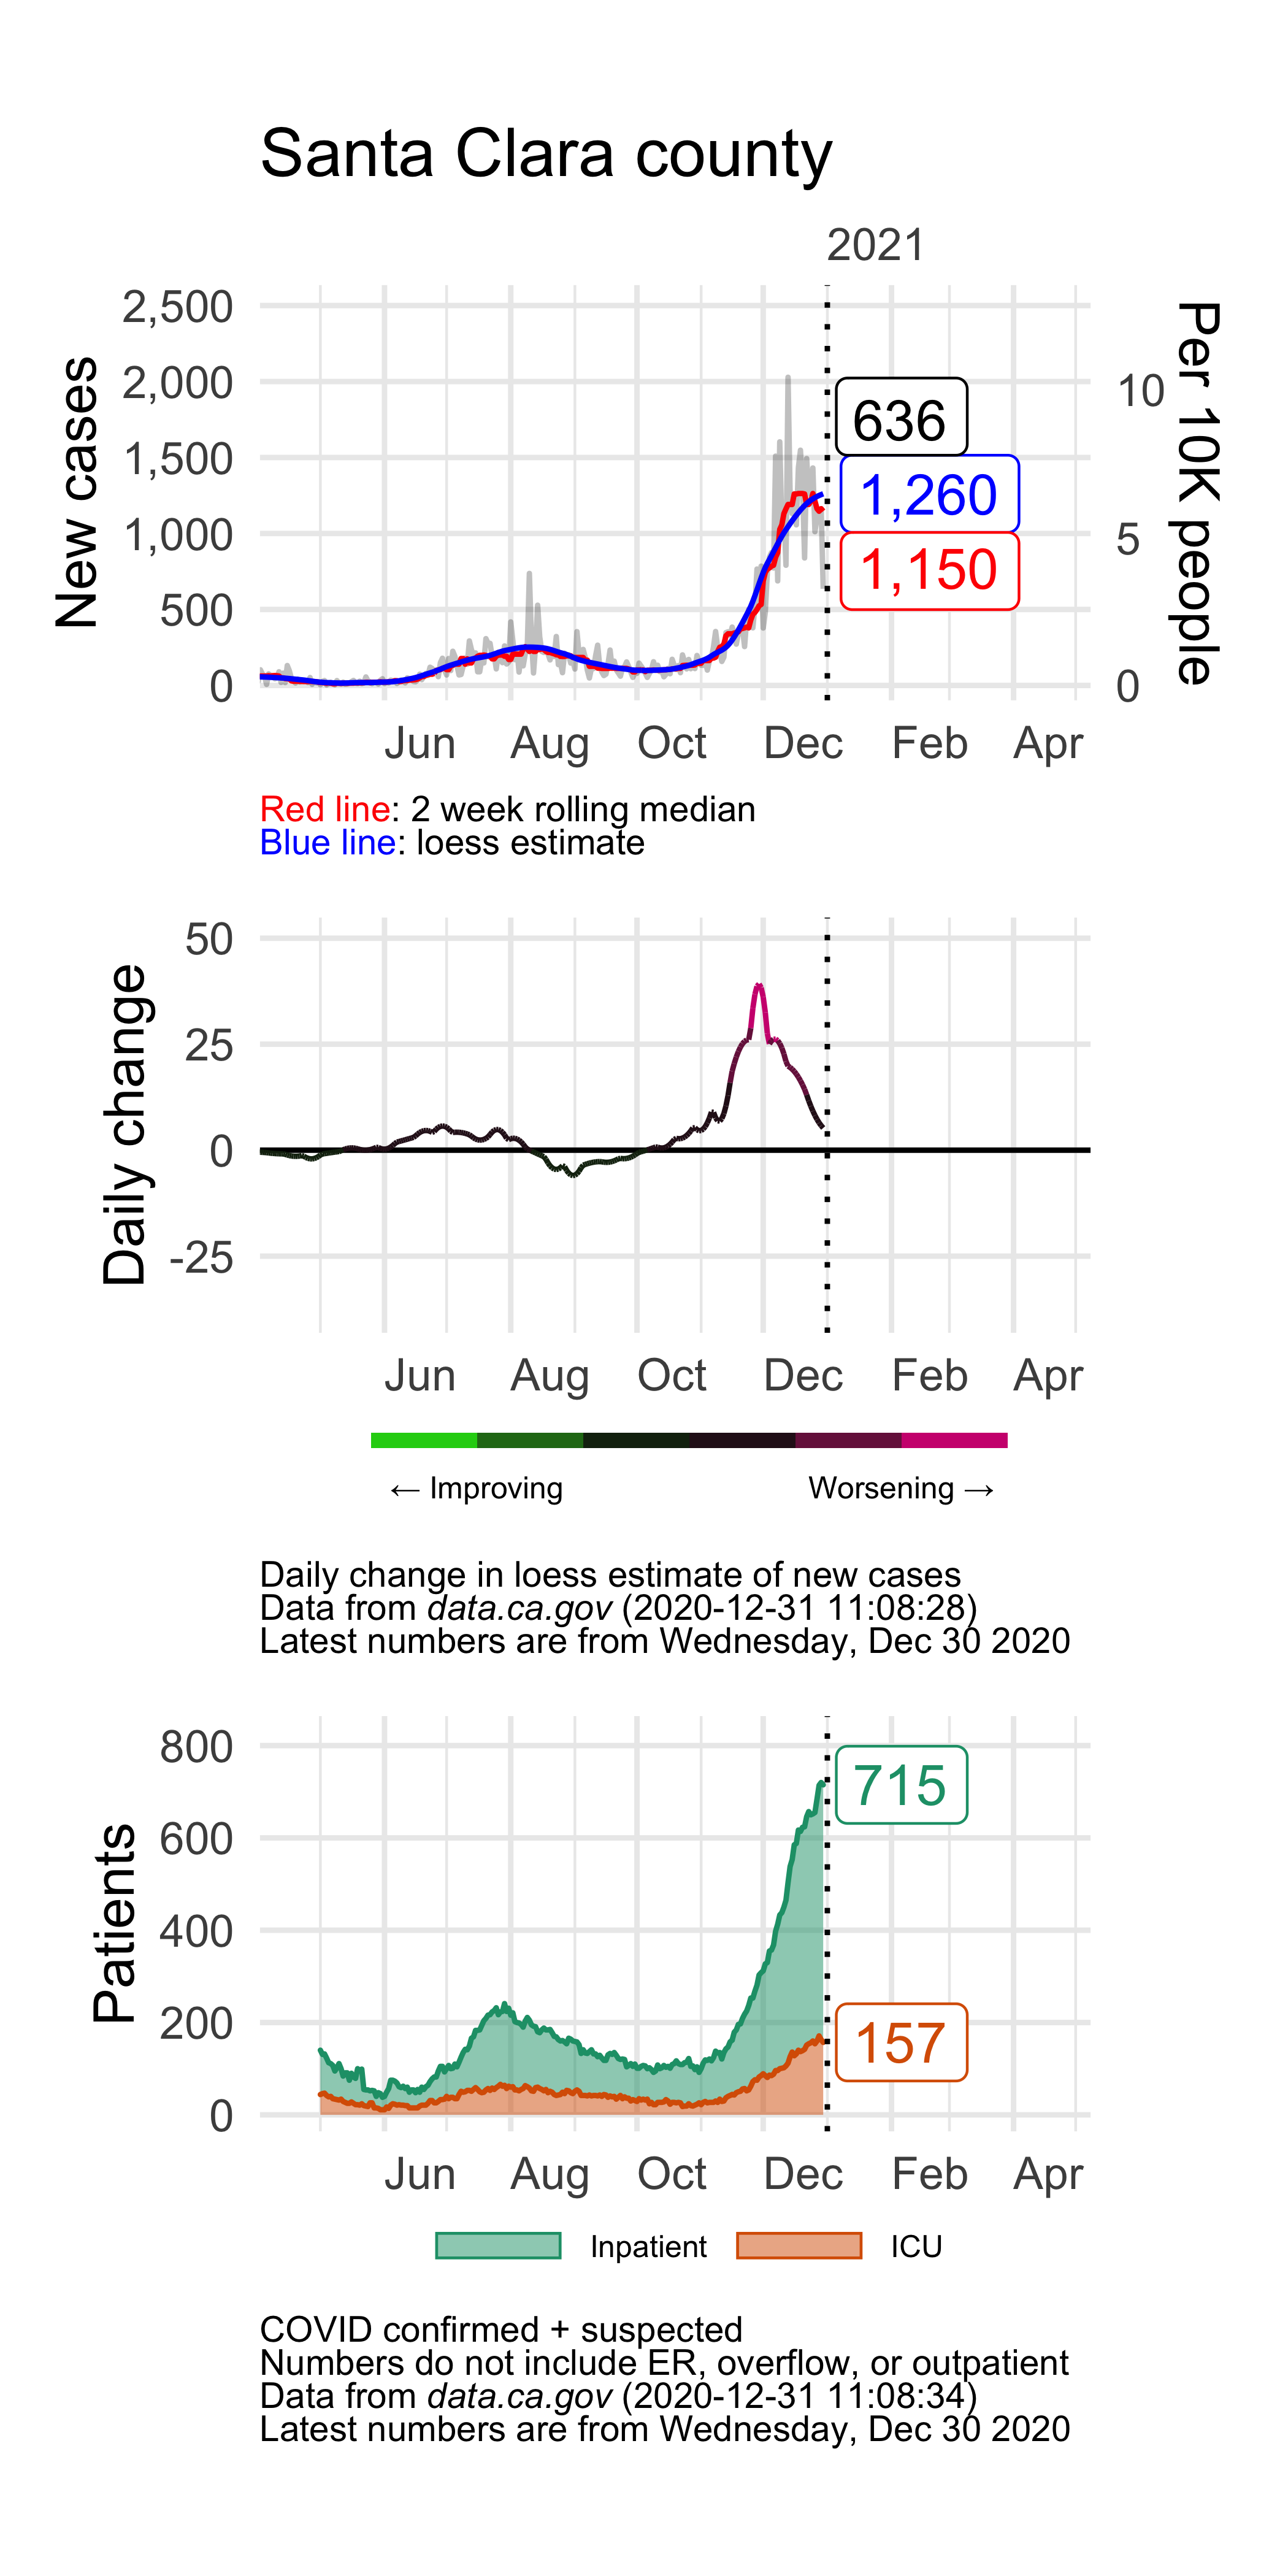 Santa Clara county
2021
New cases
2,500
2,000
1,500
1,000
500
0
636
1,260
1,150
10
5
0
Per 10K people
Jun Aug Oct Dec Feb Apr
Red line: 2 week rolling median
Blue line: loess estimate
Daily change
50
25
0
-25
Jun Aug Oct Dec Feb Apr
← Improving Worsening →
Daily change in loess estimate of new cases
Data from data.ca.gov (2020-12-31 11:08:28)
Latest numbers are from Wednesday, Dec 30 2020
Patients
800
600
400
200
0
715
157
Jun Aug Oct Dec Feb Apr
Inpatient ICU
COVID confirmed + suspected
Numbers do not include ER, overflow, or outpatient
Data from data.ca.gov (2020-12-31 11:08:34)
Latest numbers are from Wednesday, Dec 30 2020